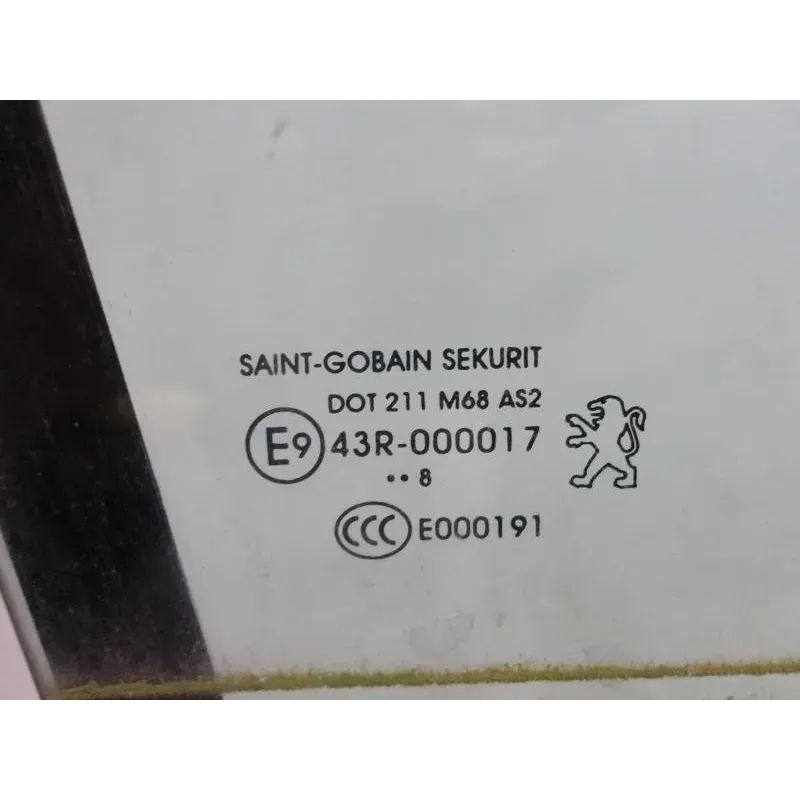 SAINT-GOBAIN SEKURIT
DOT 211 M68 AS2
E9 43R-000017
•• 8
CCC E000191